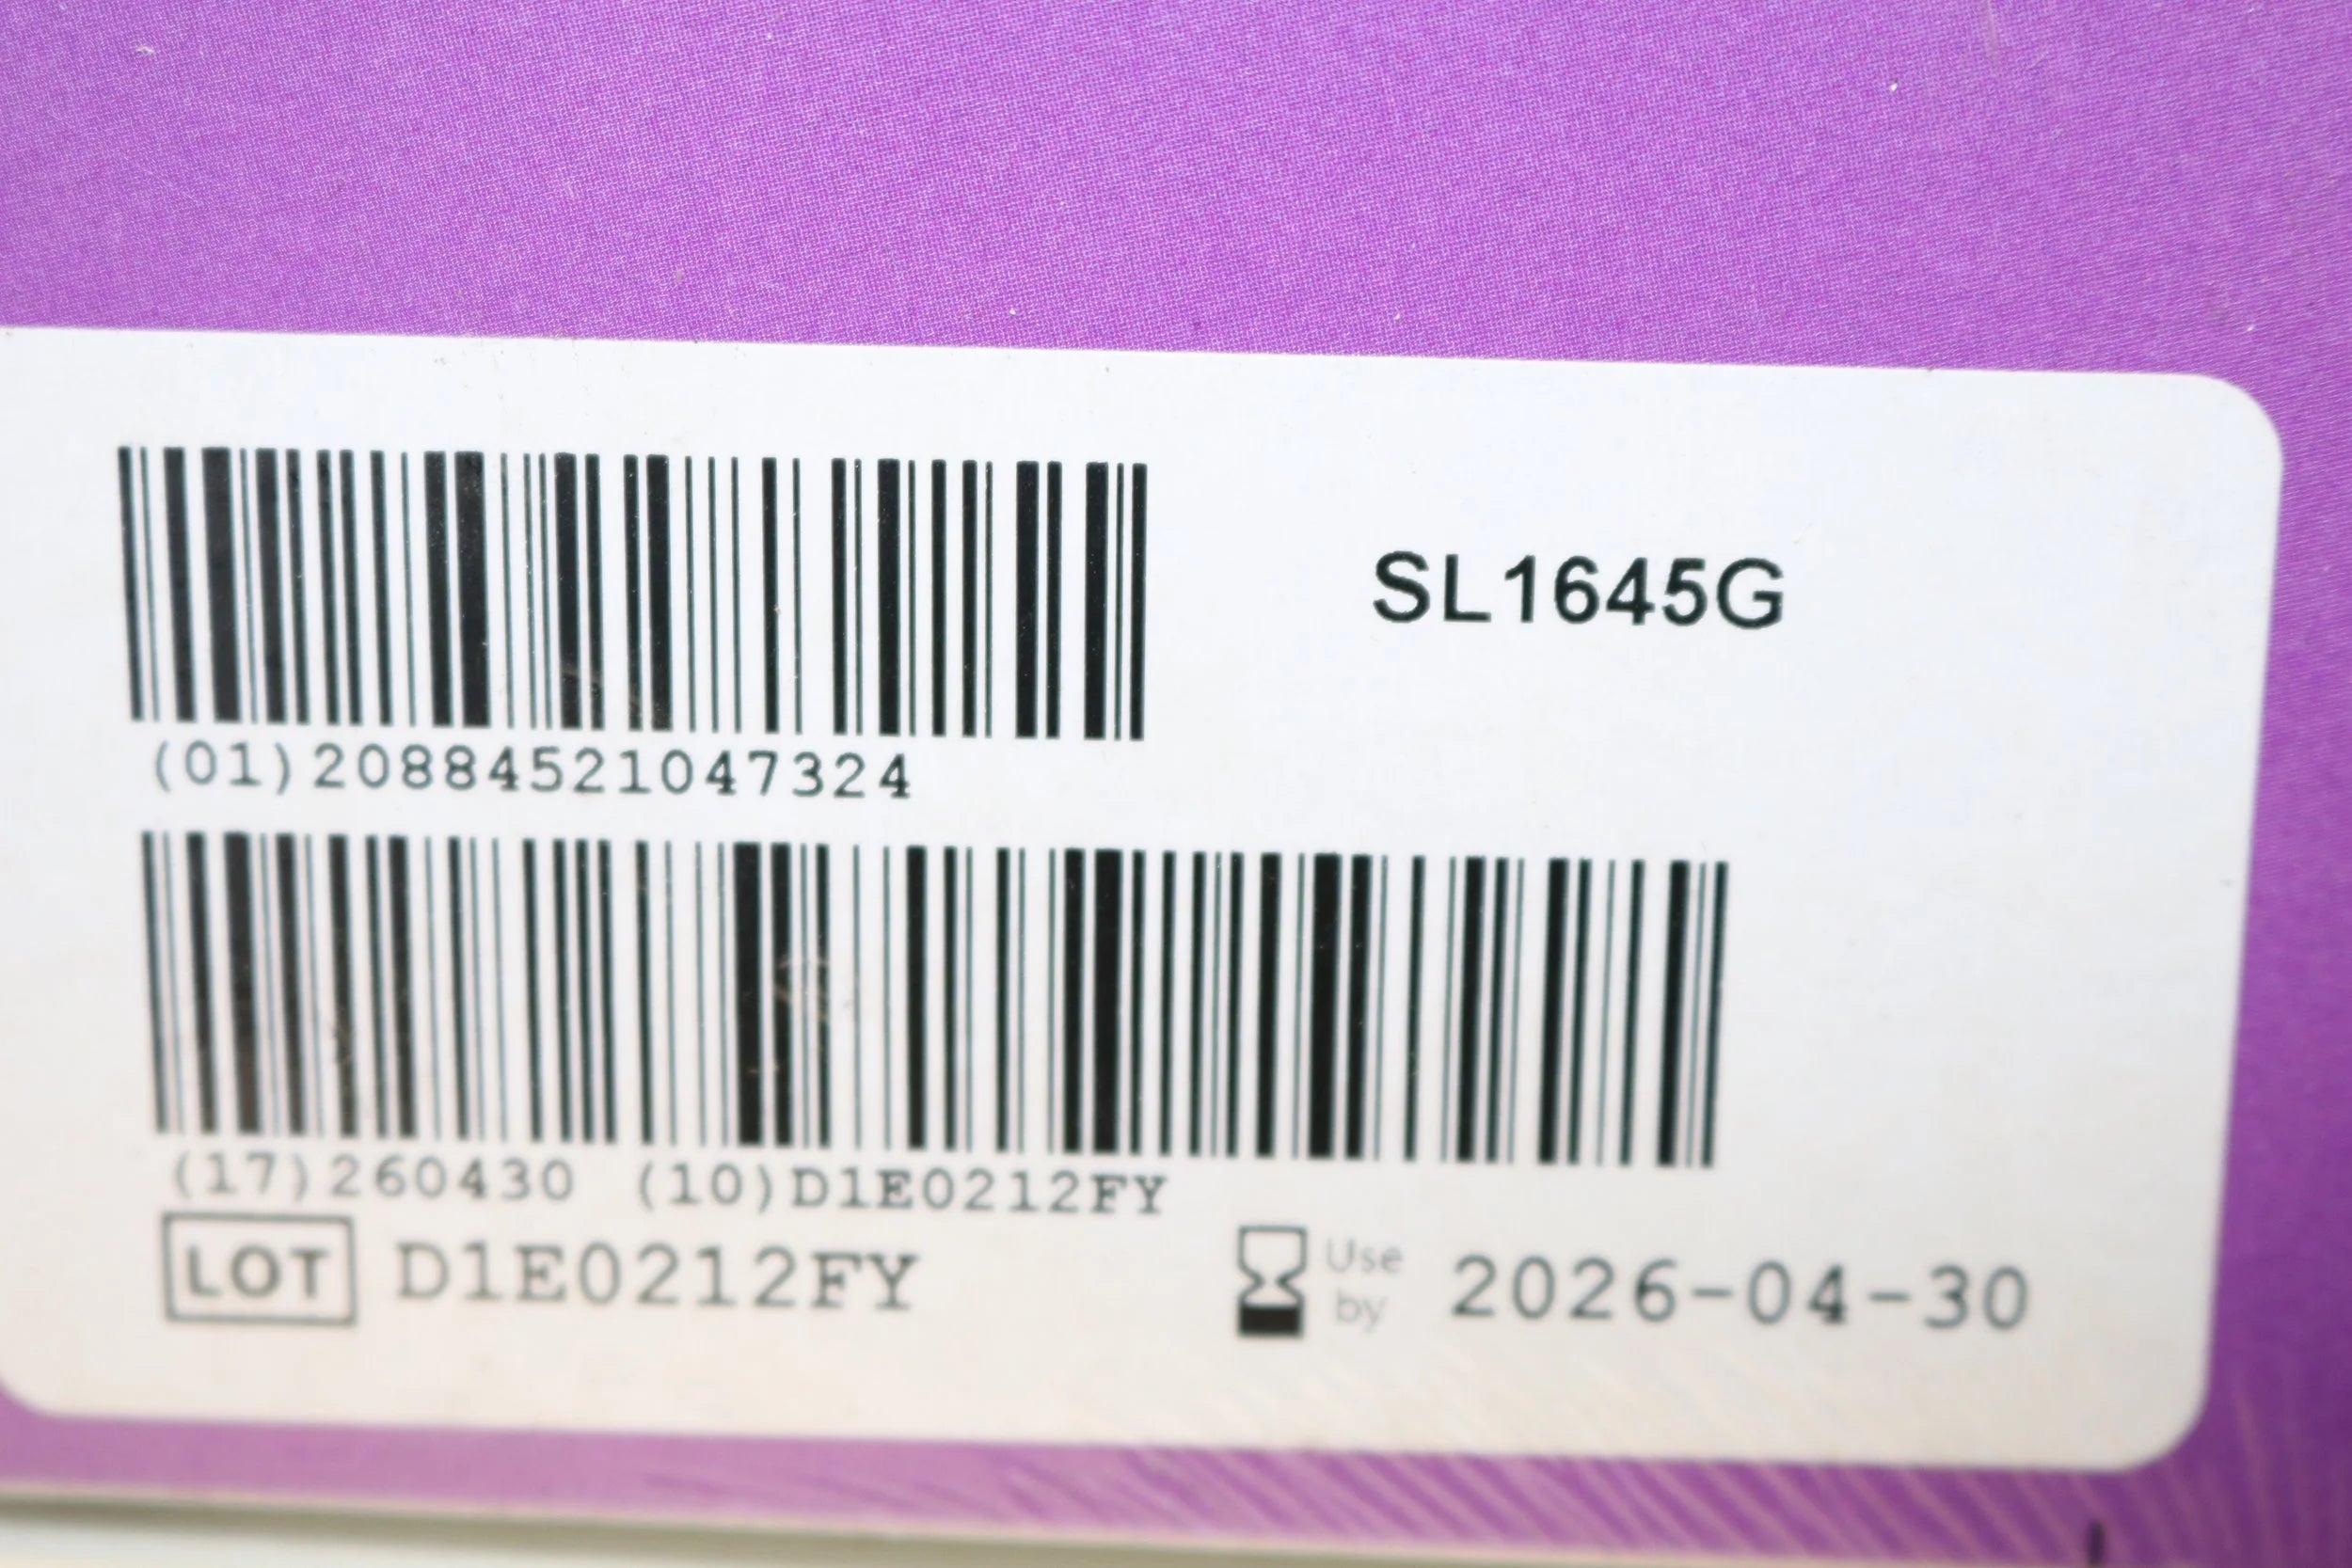 SL1645G
(01)20884521047324
(17)260430 (10)D1E0212FY
LOT D1E0212FY
Use by 2026-04-30